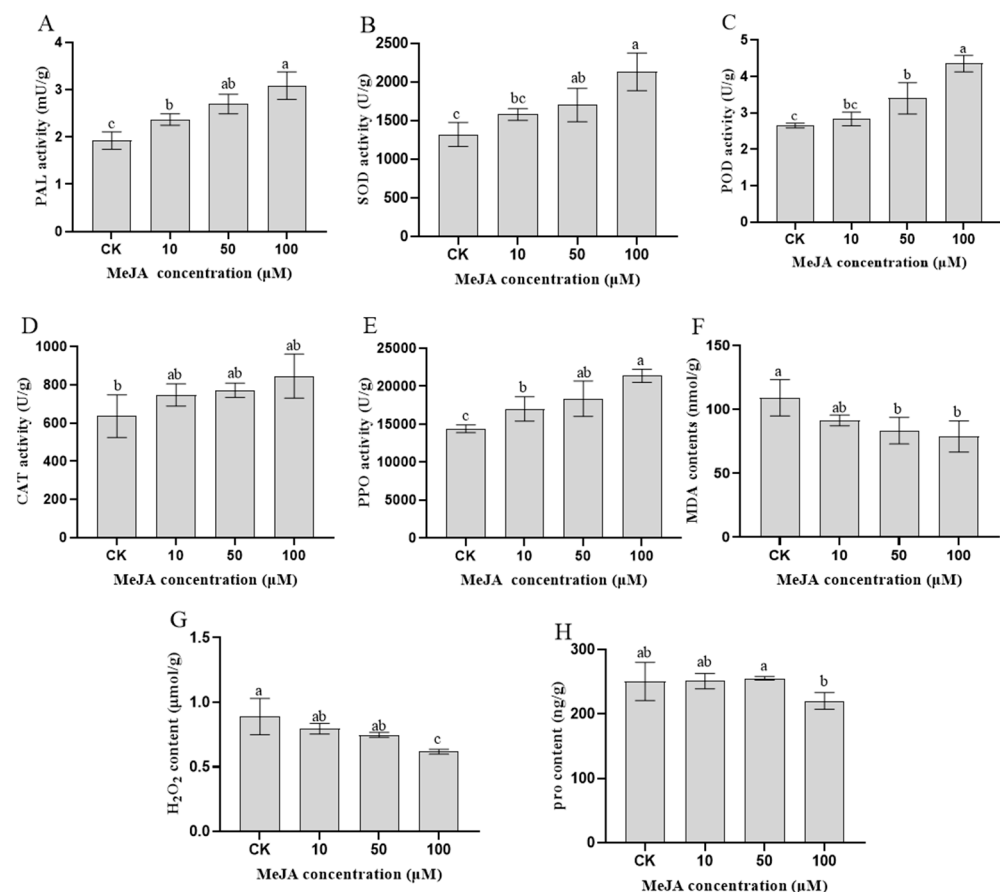 A
PAL activity (mU/g)
4
3
2
1
0
c
b
ab
a
CK 10 50 100
MeJA concentration (μM)
B
SOD activity (U/g)
2500
2000
1500
1000
500
0
c
bc
ab
a
CK 10 50 100
MeJA concentration (μM)
C
POD activity (U/g)
5
4
3
2
1
0
c
bc
b
a
CK 10 50 100
MeJA concentration (μM)
D
CAT activity (U/g)
1000
800
600
400
200
0
b
ab
ab
ab
CK 10 50 100
MeJA concentration (μM)
E
PPO activity (U/g)
25000
20000
15000
10000
5000
0
c
b
ab
a
CK 10 50 100
MeJA concentration (μM)
F
MDA contents (nmol/g)
150
100
50
0
a
ab
b
b
CK 10 50 100
MeJA concentration (μM)
G
H₂O₂ content (μmol/g)
1.5
1.0
0.5
0.0
a
ab
ab
c
CK 10 50 100
MeJA concentration (μM)
H
pro content (ng/g)
300
200
100
0
ab
ab
a
b
CK 10 50 100
MeJA concentration (μM)